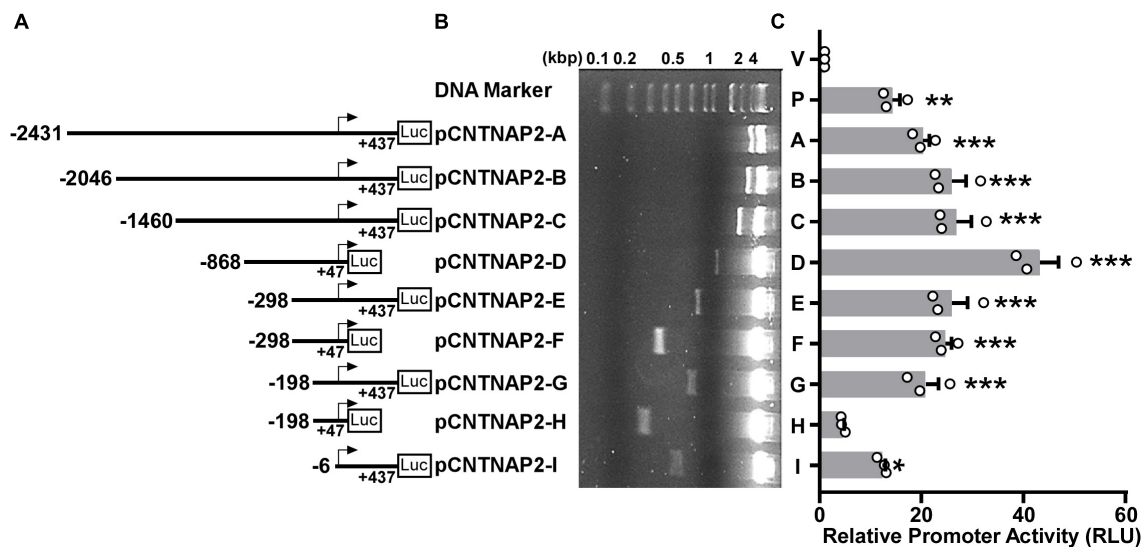 A
B
C
(kbp) 0.1 0.2 0.5 1 2 4
DNA Marker
-2431 +437 Luc pCNTNAP2-A
-2046 +437 Luc pCNTNAP2-B
-1460 +437 Luc pCNTNAP2-C
-868 +47 Luc pCNTNAP2-D
-298 +437 Luc pCNTNAP2-E
-298 +47 Luc pCNTNAP2-F
-198 +437 Luc pCNTNAP2-G
-198 +47 Luc pCNTNAP2-H
-6 +437 Luc pCNTNAP2-I
V
P **
A ***
B ***
C ***
D ***
E ***
F ***
G ***
H
I *
0 20 40 60
Relative Promoter Activity (RLU)